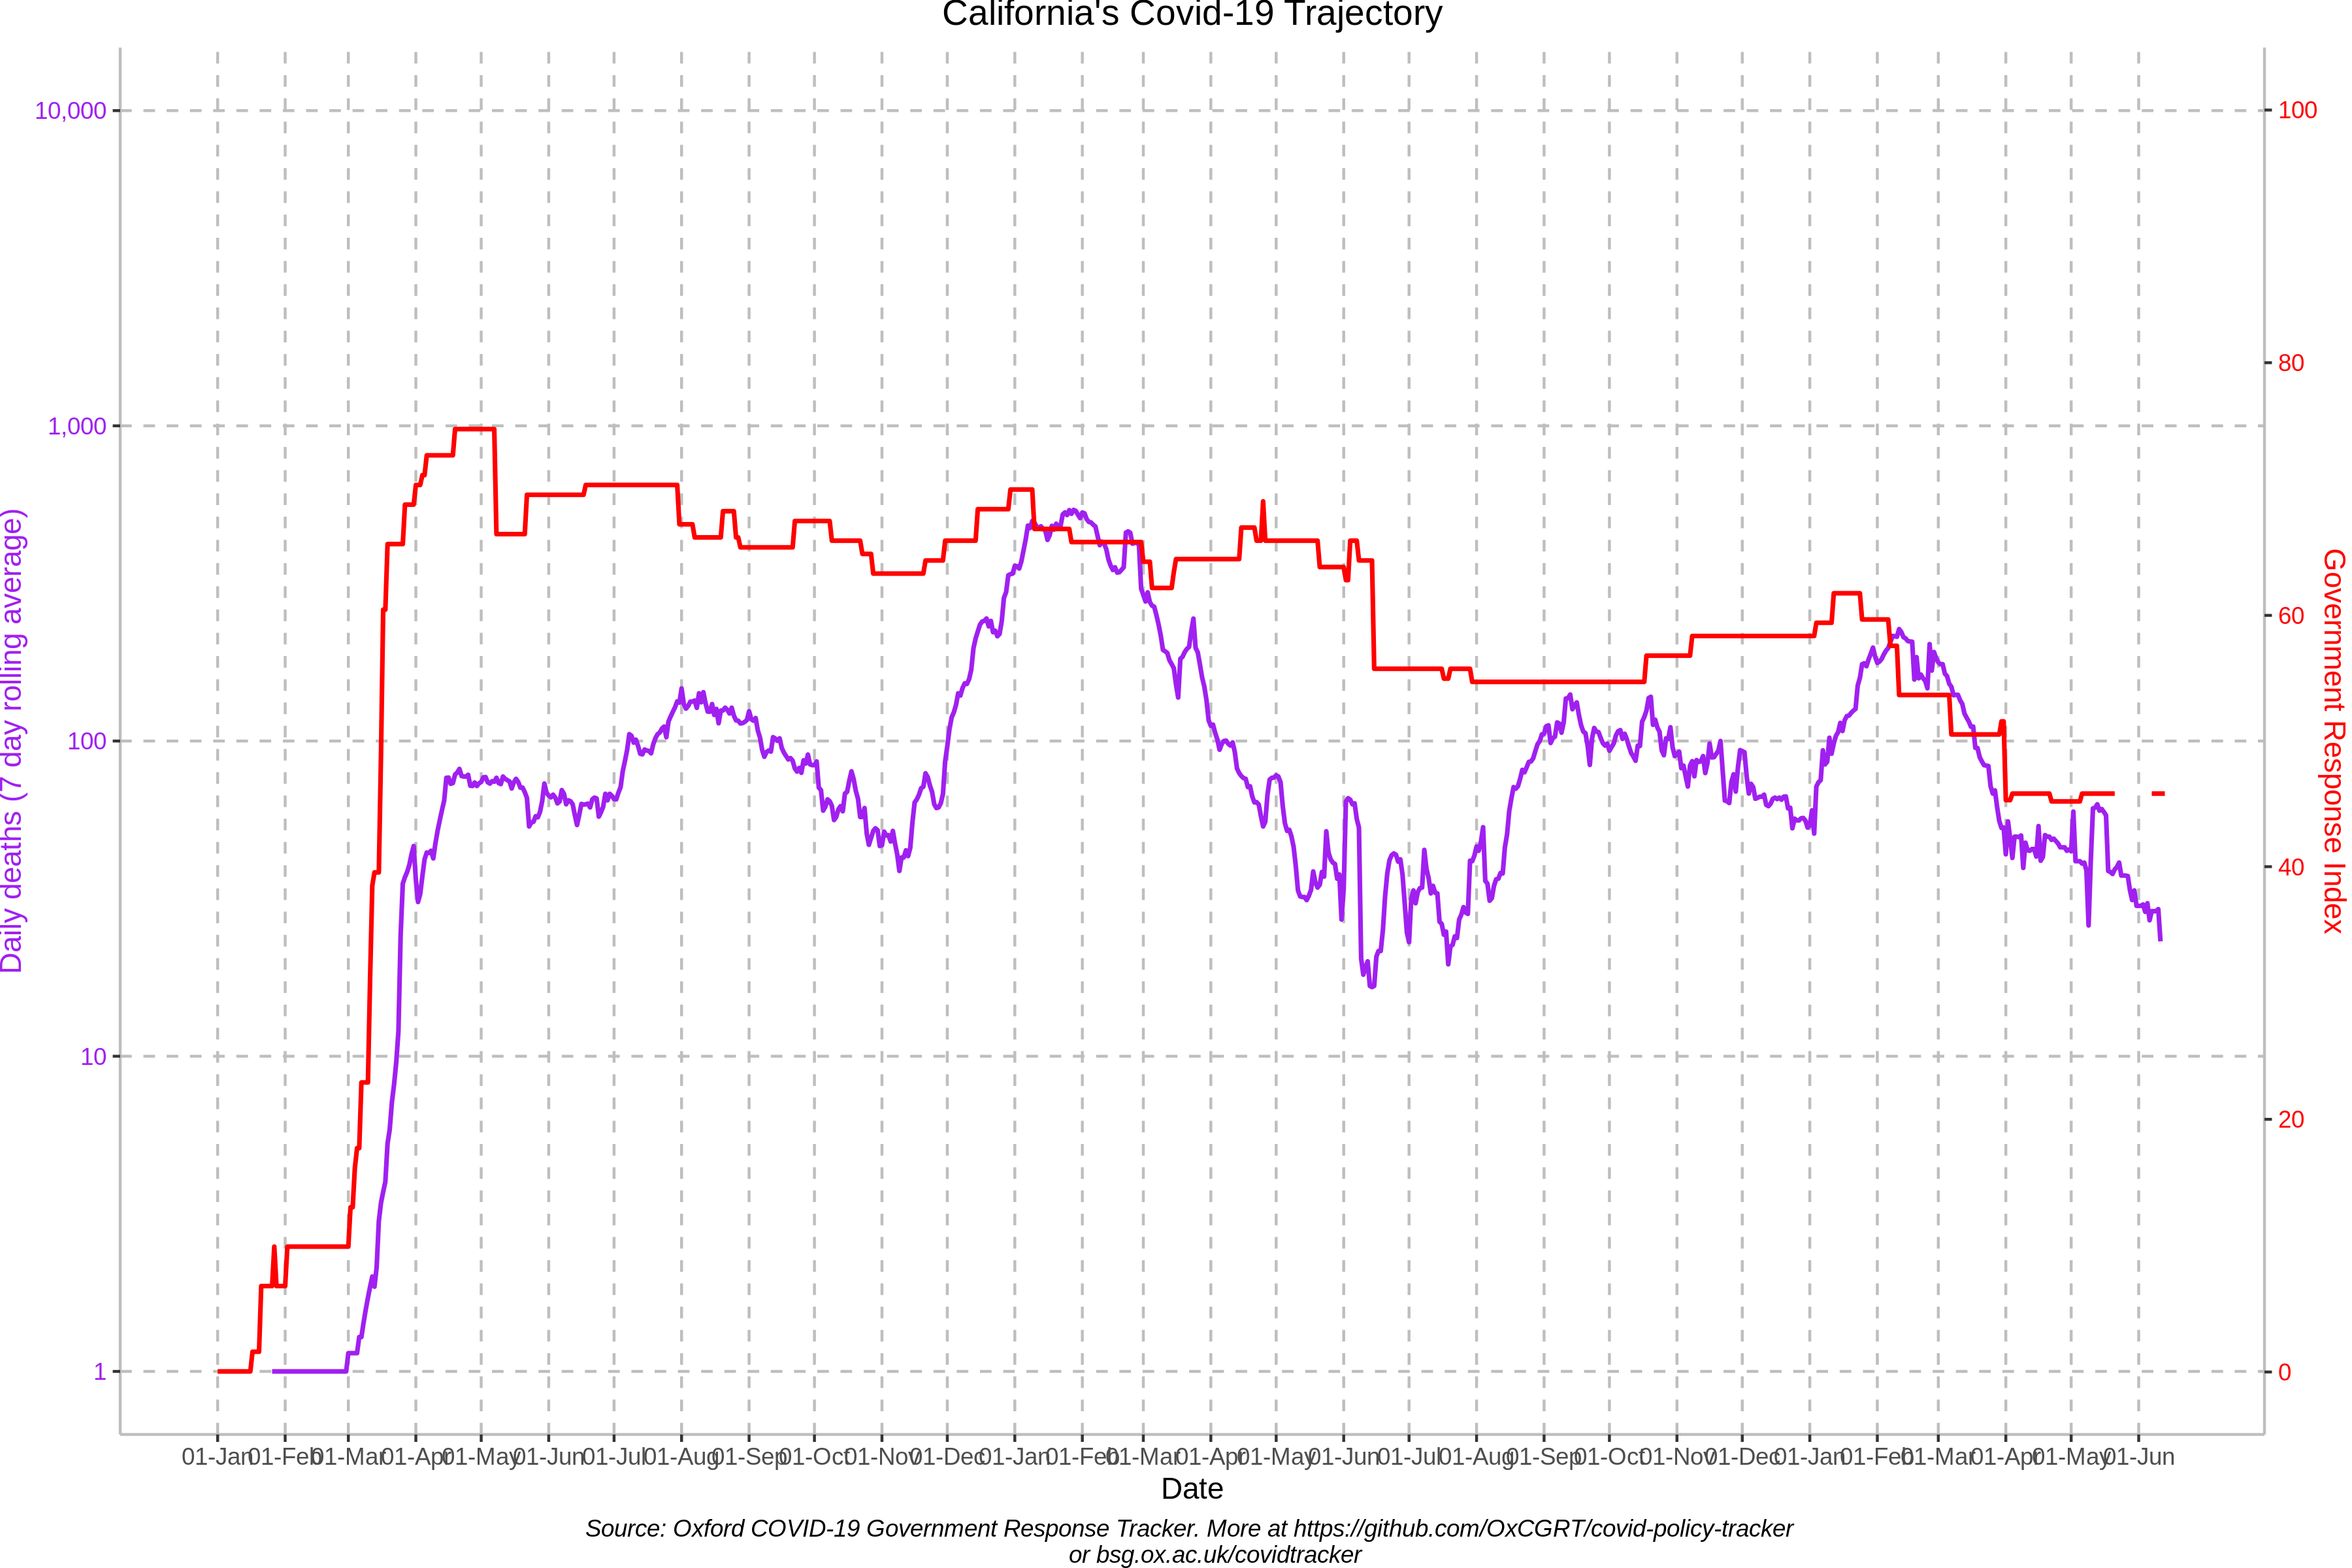 California's Covid-19 Trajectory
10,000
1,000
100
10
1
Daily deaths (7 day rolling average)
100
80
60
40
20
0
Government Response Index
01-Jan 01-Feb 01-Mar 01-Apr 01-May 01-Jun 01-Jul 01-Aug 01-Sep 01-Oct 01-Nov 01-Dec 01-Jan 01-Feb 01-Mar 01-Apr 01-May 01-Jun 01-Jul 01-Aug 01-Sep 01-Oct 01-Nov 01-Dec 01-Jan 01-Feb 01-Mar 01-Apr 01-May 01-Jun
Date
Source: Oxford COVID-19 Government Response Tracker. More at https://github.com/OxCGRT/covid-policy-tracker
or bsg.ox.ac.uk/covidtracker